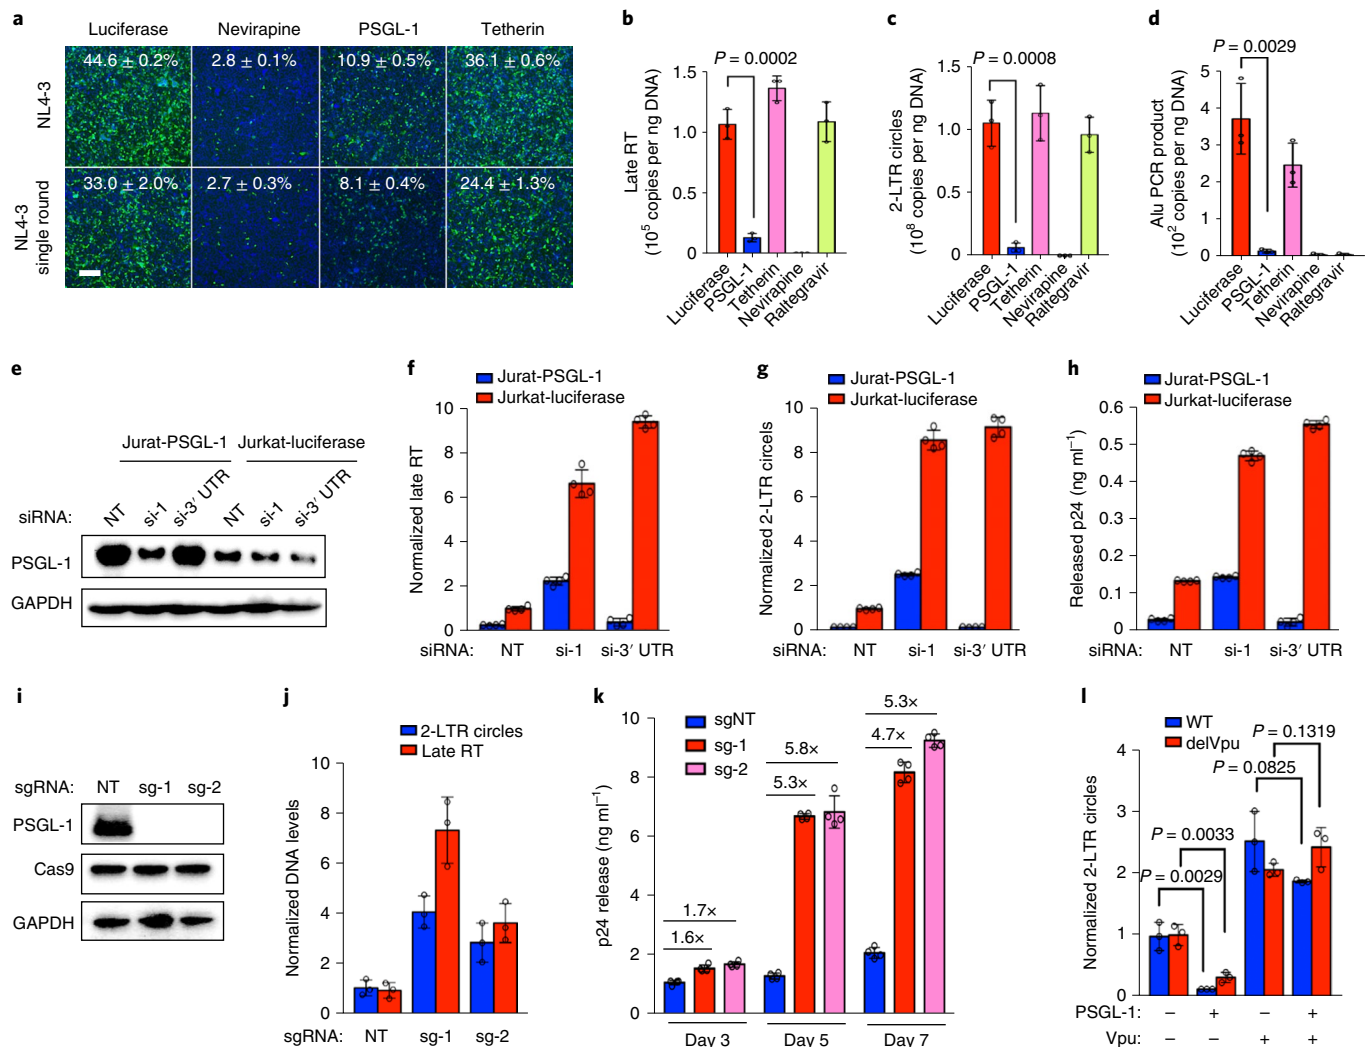 a
Luciferase Nevirapine PSGL-1 Tetherin
NL4-3
44.6 ± 0.2% 2.8 ± 0.1% 10.9 ± 0.5% 36.1 ± 0.6%
NL4-3
single round
33.0 ± 2.0% 2.7 ± 0.3% 8.1 ± 0.4% 24.4 ± 1.3%
b
P = 0.0002
Late RT
(10⁵ copies per ng DNA)
1.5
1.0
0.5
0
Luciferase
PSGL-1
Tetherin
Nevirapine
Raltegravir
c
P = 0.0008
2-LTR circles
(10⁸ copies per ng DNA)
1.5
1.0
0.5
0
Luciferase
PSGL-1
Tetherin
Nevirapine
Raltegravir
d
P = 0.0029
Alu PCR product
(10² copies per ng DNA)
5
4
3
2
1
0
Luciferase
PSGL-1
Tetherin
Nevirapine
Raltegravir
e
Jurat-PSGL-1 Jurkat-luciferase
siRNA: NT si-1 si-3′ UTR NT si-1 si-3′ UTR
PSGL-1
GAPDH
f
Jurat-PSGL-1
Jurkat-luciferase
Normalized late RT
10
8
6
4
2
0
siRNA: NT si-1 si-3′ UTR
g
Jurat-PSGL-1
Jurkat-luciferase
Normalized 2-LTR circels
10
8
6
4
2
0
siRNA: NT si-1 si-3′ UTR
h
Jurat-PSGL-1
Jurkat-luciferase
Released p24 (ng ml⁻¹)
0.6
0.5
0.4
0.3
0.2
0.1
0
siRNA: NT si-1 si-3′ UTR
i
sgRNA: NT sg-1 sg-2
PSGL-1
Cas9
GAPDH
j
2-LTR circles
Late RT
Normalized DNA levels
10
8
6
4
2
0
sgRNA: NT sg-1 sg-2
k
sgNT
sg-1
sg-2
p24 release (ng ml⁻¹)
10
8
6
4
2
0
1.7×
1.6×
5.8×
5.3×
5.3×
4.7×
Day 3 Day 5 Day 7
l
WT
delVpu
P = 0.1319
P = 0.0825
P = 0.0033
P = 0.0029
Normalized 2-LTR circles
4
3
2
1
0
PSGL-1: – + – +
Vpu: – – + +